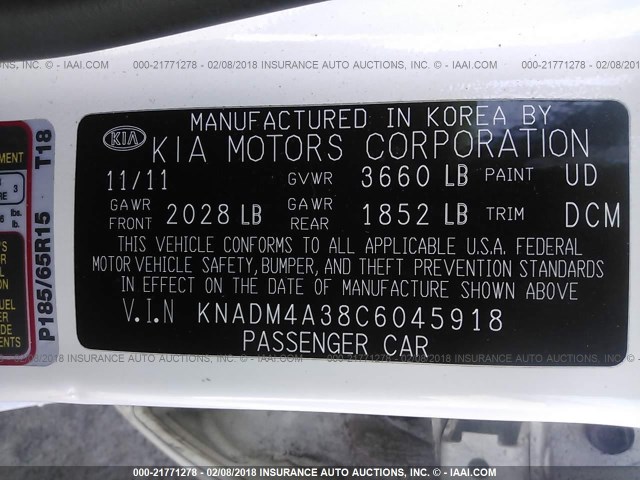 000-21771278 - 02/08/2018 INSURANCE AUTO AUCTIONS, INC. - © IAAI.COM
MANUFACTURED IN KOREA BY
KIA KIA MOTORS CORPORATION
11/11 GVWR 3660 LB PAINT UD
GAWR FRONT 2028 LB GAWR REAR 1852 LB TRIM DCM
THIS VEHICLE CONFORMS TO ALL APPLICABLE U.S.A. FEDERAL
MOTOR VEHICLE SAFETY, BUMPER, AND THEFT PREVENTION STANDARDS
IN EFFECT ON THE DATE OF MANUFACTURE SHOWN ABOVE
V.I.N KNADM4A38C6045918
PASSENGER CAR
T18
P185/65R15
3
lbs.
lb.
000-21771278 - 02/08/2018 INSURANCE AUTO AUCTIONS, INC. - © IAAI.COM